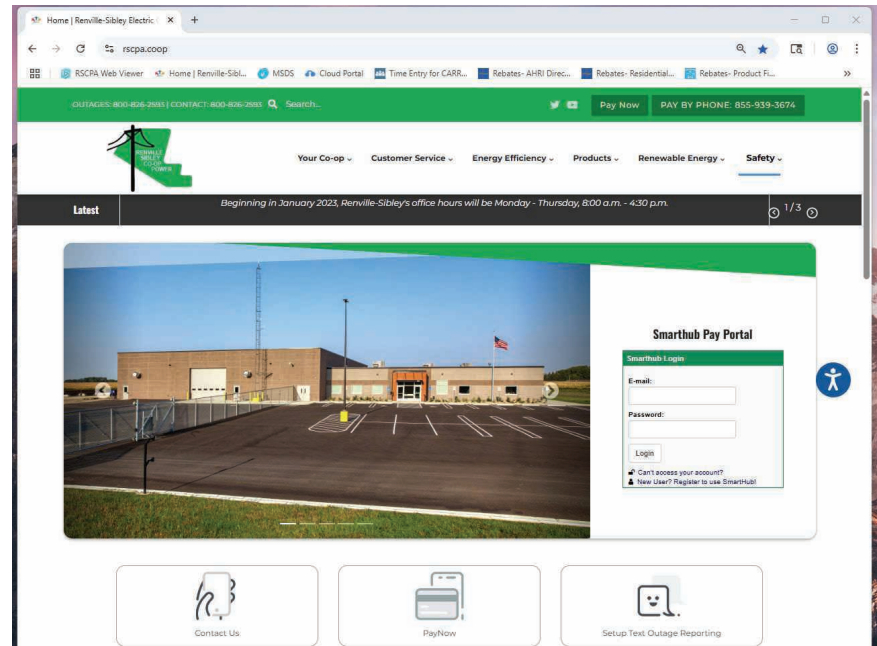 Home | Renville-Sibley Electric
rscpa.coop
RSCPA Web Viewer Home | Renville-Sibl... MSDS Cloud Portal Time Entry for CARR... Rebates- AHRI Direc... Rebates- Residential... Rebates- Product Fi...
OUTAGES: 800-826-2593 | CONTACT: 800-826-2593 Search... Pay Now PAY BY PHONE: 855-939-3674
RENVILLE
SIBLEY
CO-OP
POWER
Your Co-op Customer Service Energy Efficiency Products Renewable Energy Safety
Latest Beginning in January 2023, Renville-Sibley's office hours will be Monday - Thursday, 8:00 a.m. - 4:30 p.m. 1/3
Smarthub Pay Portal
Smarthub Login
E-mail:
Password:
Login
Can't access your account?
New User? Register to use SmartHub!
Contact Us PayNow Setup Text Outage Reporting